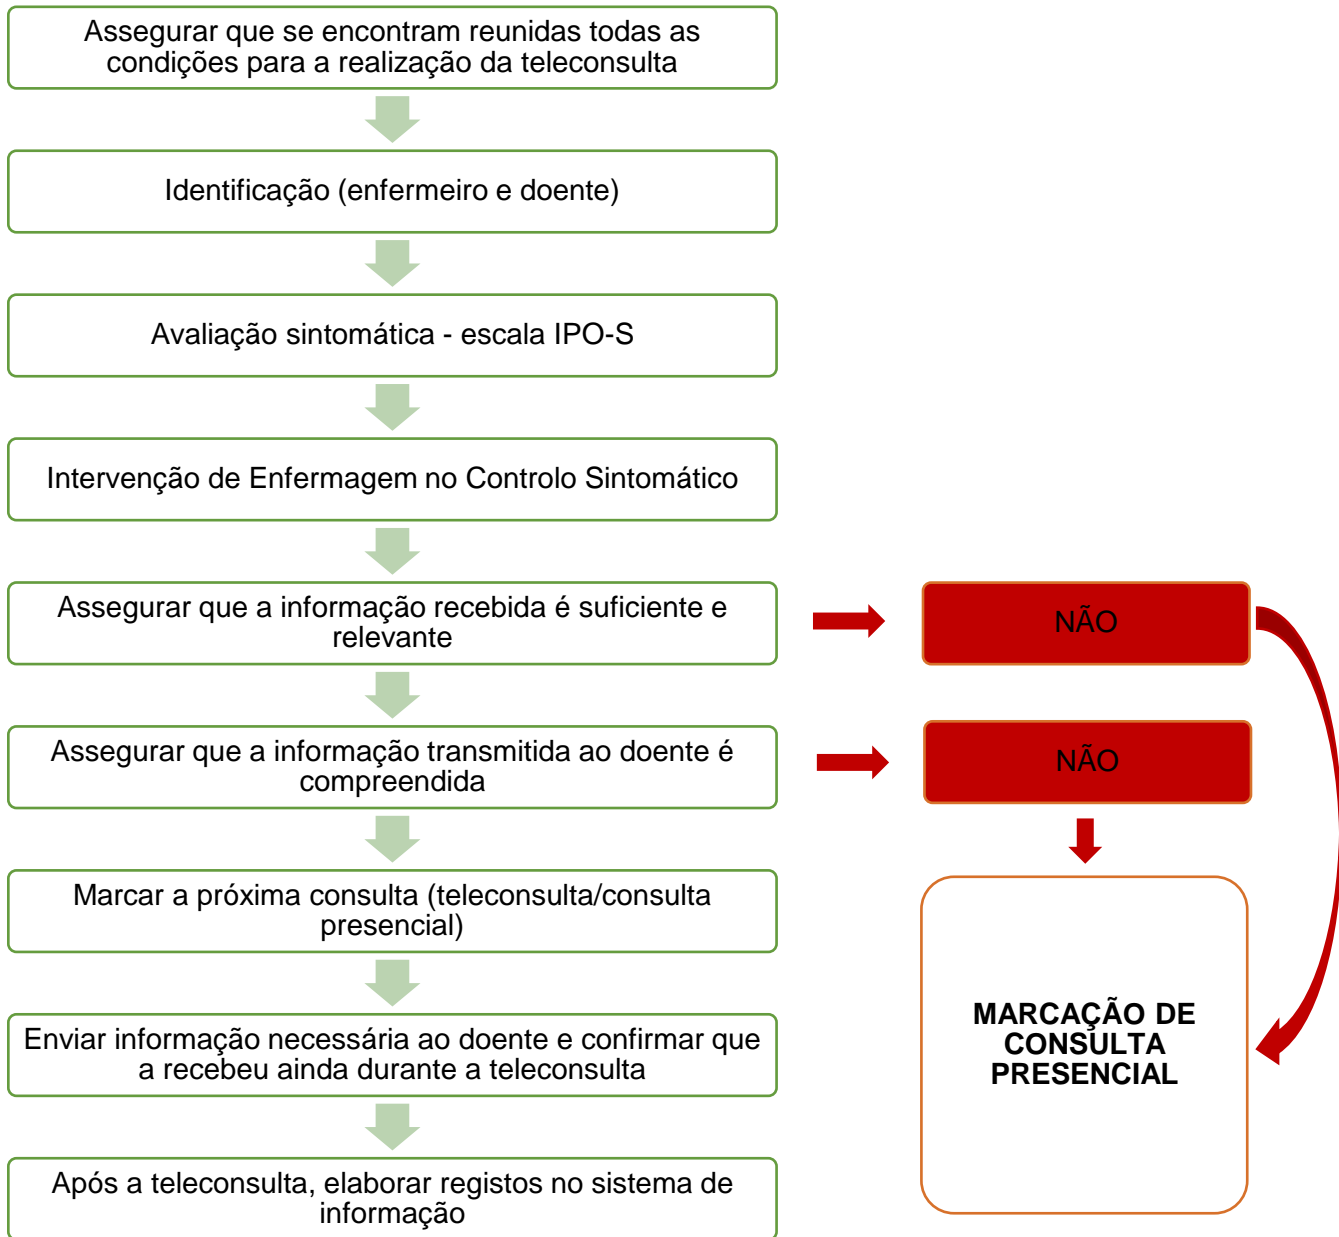 Assegurar que se encontram reunidas todas as
condições para a realização da teleconsulta
Identificação (enfermeiro e doente)
Avaliação sintomática - escala IPO-S
Intervenção de Enfermagem no Controlo Sintomático
Assegurar que a informação recebida é suficiente e
relevante
NÃO
Assegurar que a informação transmitida ao doente é
compreendida
NÃO
Marcar a próxima consulta (teleconsulta/consulta
presencial)
Enviar informação necessária ao doente e confirmar que
a recebeu ainda durante a teleconsulta
MARCAÇÃO DE
CONSULTA
PRESENCIAL
Após a teleconsulta, elaborar registos no sistema de
informação